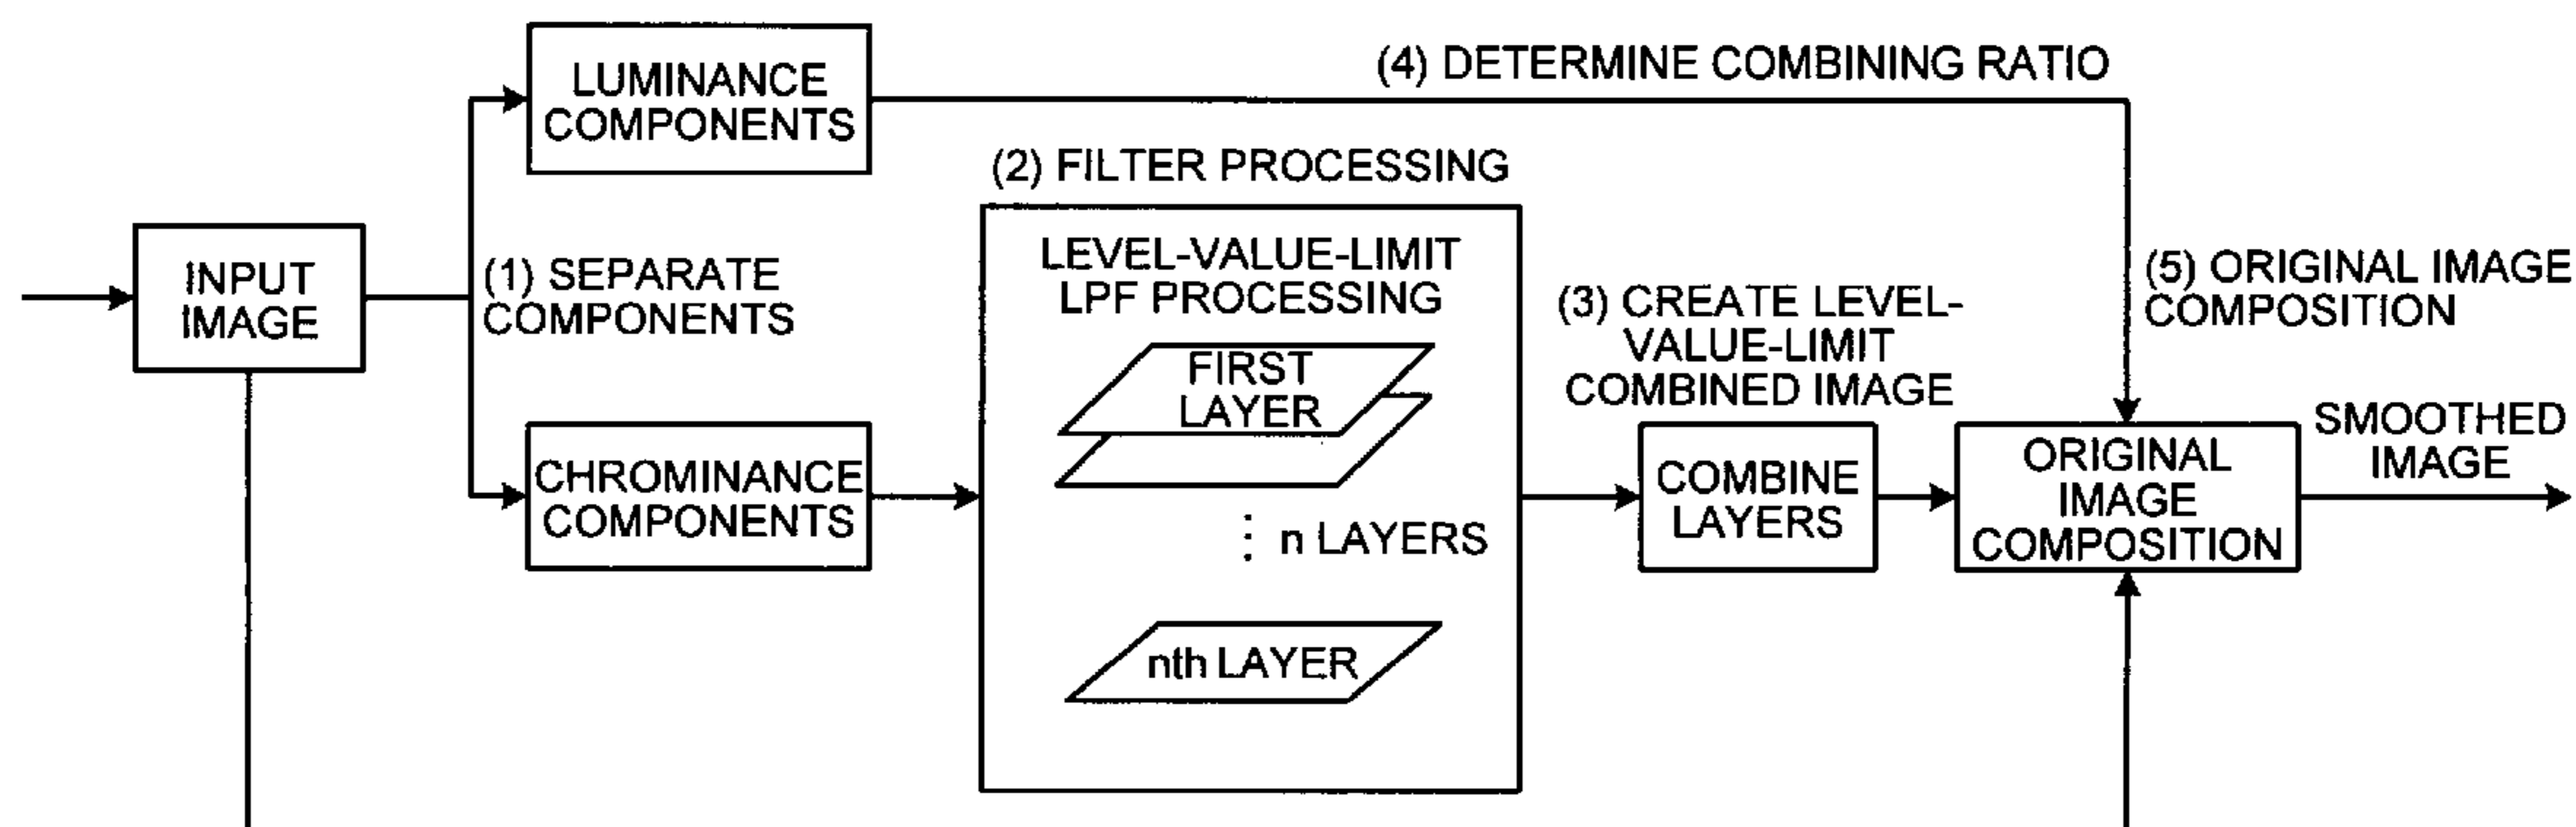 INPUT
IMAGE
(1) SEPARATE
COMPONENTS
LUMINANCE
COMPONENTS
CHROMINANCE
COMPONENTS
(2) FILTER PROCESSING
LEVEL-VALUE-LIMIT
LPF PROCESSING
FIRST
LAYER
⋮ n LAYERS
nth LAYER
(3) CREATE LEVEL-
VALUE-LIMIT
COMBINED IMAGE
COMBINE
LAYERS
(4) DETERMINE COMBINING RATIO
(5) ORIGINAL IMAGE
COMPOSITION
ORIGINAL
IMAGE
COMPOSITION
SMOOTHED
IMAGE